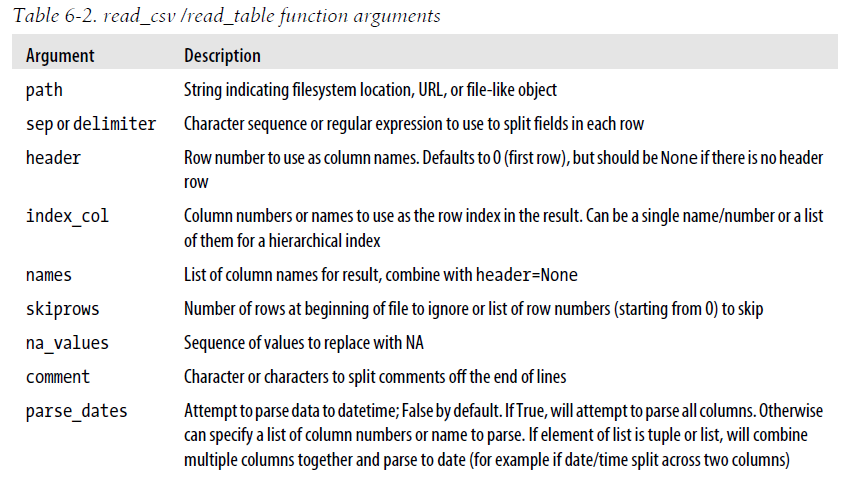 Table 6-2. read_csv /read_table function arguments
Argument Description
path String indicating filesystem location, URL, or file-like object
sep or delimiter Character sequence or regular expression to use to split fields in each row
header Row number to use as column names. Defaults to 0 (first row), but should be None if there is no header
row
index_col Column numbers or names to use as the row index in the result. Can be a single name/number or a list
of them for a hierarchical index
names List of column names for result, combine with header=None
skiprows Number of rows at beginning of file to ignore or list of row numbers (starting from 0) to skip
na_values Sequence of values to replace with NA
comment Character or characters to split comments off the end of lines
parse_dates Attempt to parse data to datetime; False by default. If True, will attempt to parse all columns. Otherwise
can specify a list of column numbers or name to parse. If element of list is tuple or list, will combine
multiple columns together and parse to date (for example if date/time split across two columns)